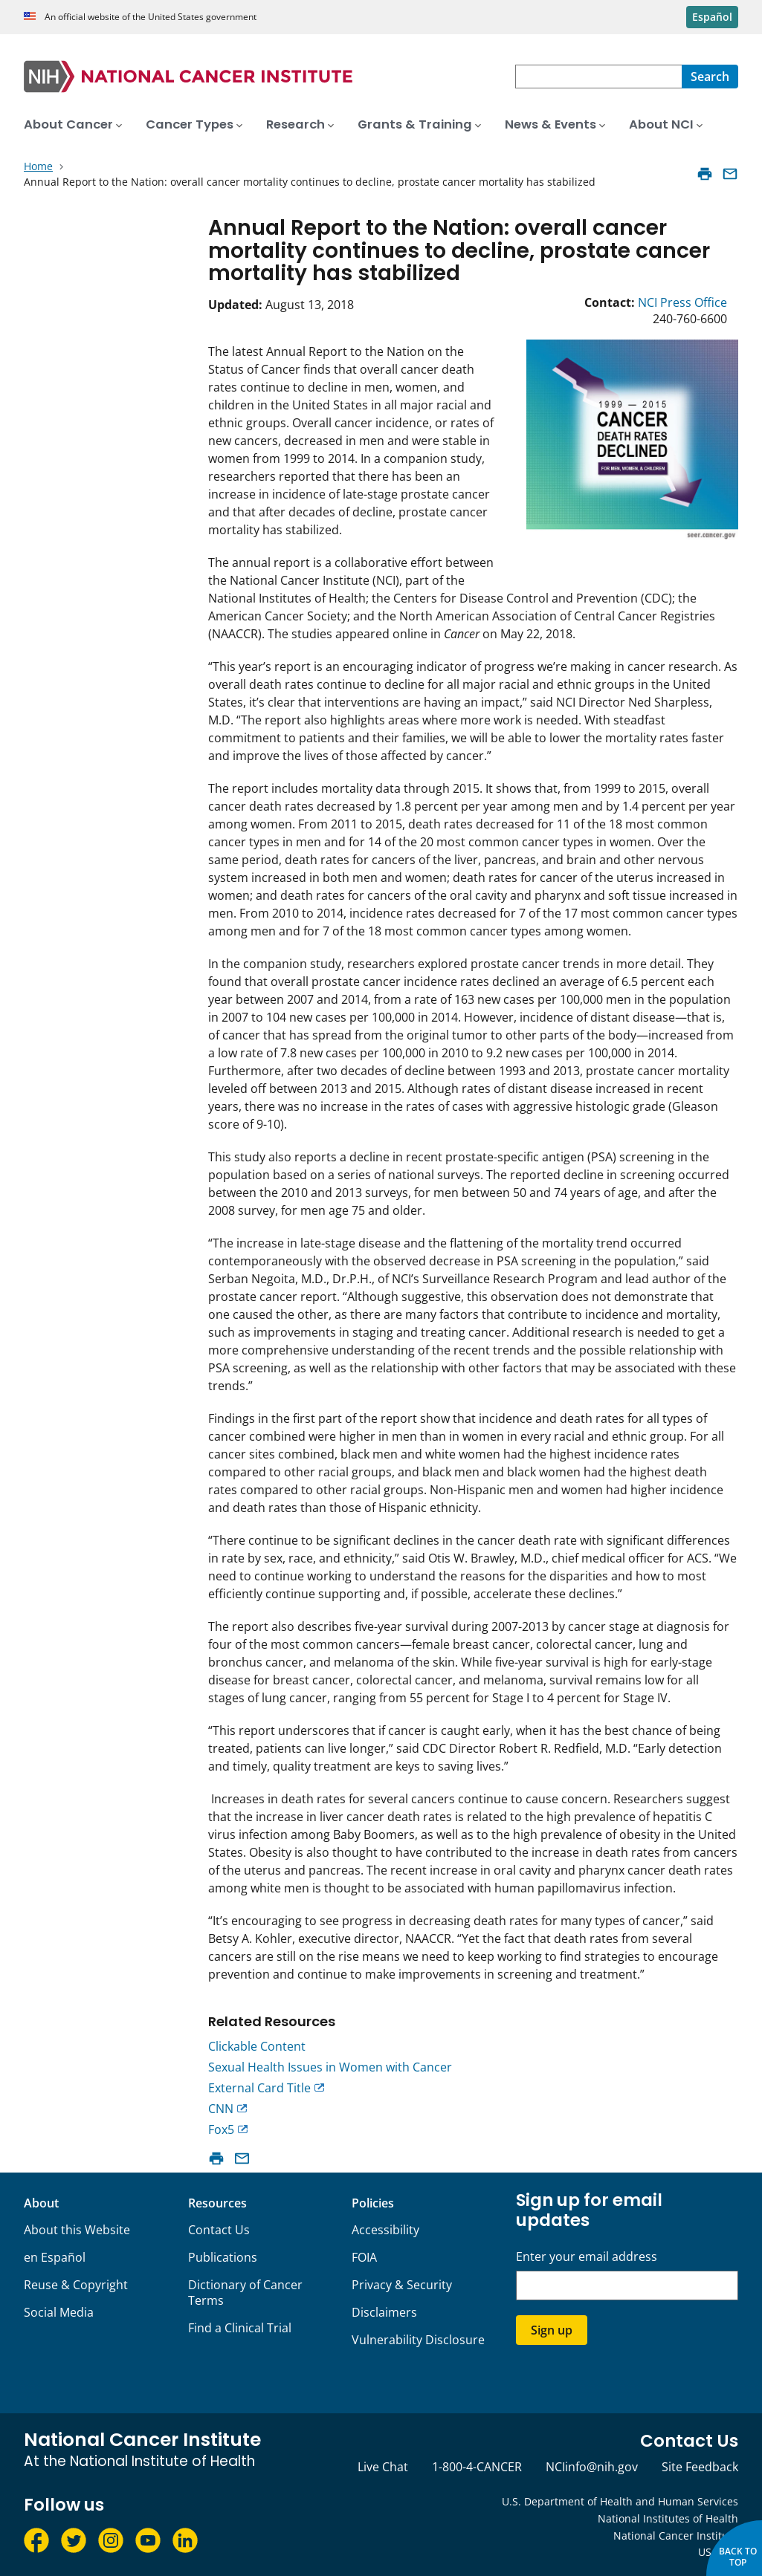 An official website of the United States government
Español
NIH NATIONAL CANCER INSTITUTE
Search
About Cancer
Cancer Types
Research
Grants & Training
News & Events
About NCI
Home
Annual Report to the Nation: overall cancer mortality continues to decline, prostate cancer mortality has stabilized
Annual Report to the Nation: overall cancer
mortality continues to decline, prostate cancer
mortality has stabilized
Updated: August 13, 2018
Contact: NCI Press Office
240-760-6600
The latest Annual Report to the Nation on the
Status of Cancer finds that overall cancer death
rates continue to decline in men, women, and
children in the United States in all major racial and
ethnic groups. Overall cancer incidence, or rates of
new cancers, decreased in men and were stable in
women from 1999 to 2014. In a companion study,
researchers reported that there has been an
increase in incidence of late-stage prostate cancer
and that after decades of decline, prostate cancer
mortality has stabilized.
1999 — 2015
CANCER
DEATH RATES
DECLINED
FOR MEN, WOMEN, & CHILDREN
seer.cancer.gov
The annual report is a collaborative effort between
the National Cancer Institute (NCI), part of the
National Institutes of Health; the Centers for Disease Control and Prevention (CDC); the
American Cancer Society; and the North American Association of Central Cancer Registries
(NAACCR). The studies appeared online in Cancer on May 22, 2018.
“This year’s report is an encouraging indicator of progress we’re making in cancer research. As
overall death rates continue to decline for all major racial and ethnic groups in the United
States, it’s clear that interventions are having an impact,” said NCI Director Ned Sharpless,
M.D. “The report also highlights areas where more work is needed. With steadfast
commitment to patients and their families, we will be able to lower the mortality rates faster
and improve the lives of those affected by cancer.”
The report includes mortality data through 2015. It shows that, from 1999 to 2015, overall
cancer death rates decreased by 1.8 percent per year among men and by 1.4 percent per year
among women. From 2011 to 2015, death rates decreased for 11 of the 18 most common
cancer types in men and for 14 of the 20 most common cancer types in women. Over the
same period, death rates for cancers of the liver, pancreas, and brain and other nervous
system increased in both men and women; death rates for cancer of the uterus increased in
women; and death rates for cancers of the oral cavity and pharynx and soft tissue increased in
men. From 2010 to 2014, incidence rates decreased for 7 of the 17 most common cancer types
among men and for 7 of the 18 most common cancer types among women.
In the companion study, researchers explored prostate cancer trends in more detail. They
found that overall prostate cancer incidence rates declined an average of 6.5 percent each
year between 2007 and 2014, from a rate of 163 new cases per 100,000 men in the population
in 2007 to 104 new cases per 100,000 in 2014. However, incidence of distant disease—that is,
of cancer that has spread from the original tumor to other parts of the body—increased from
a low rate of 7.8 new cases per 100,000 in 2010 to 9.2 new cases per 100,000 in 2014.
Furthermore, after two decades of decline between 1993 and 2013, prostate cancer mortality
leveled off between 2013 and 2015. Although rates of distant disease increased in recent
years, there was no increase in the rates of cases with aggressive histologic grade (Gleason
score of 9-10).
This study also reports a decline in recent prostate-specific antigen (PSA) screening in the
population based on a series of national surveys. The reported decline in screening occurred
between the 2010 and 2013 surveys, for men between 50 and 74 years of age, and after the
2008 survey, for men age 75 and older.
“The increase in late-stage disease and the flattening of the mortality trend occurred
contemporaneously with the observed decrease in PSA screening in the population,” said
Serban Negoita, M.D., Dr.P.H., of NCI’s Surveillance Research Program and lead author of the
prostate cancer report. “Although suggestive, this observation does not demonstrate that
one caused the other, as there are many factors that contribute to incidence and mortality,
such as improvements in staging and treating cancer. Additional research is needed to get a
more comprehensive understanding of the recent trends and the possible relationship with
PSA screening, as well as the relationship with other factors that may be associated with these
trends.”
Findings in the first part of the report show that incidence and death rates for all types of
cancer combined were higher in men than in women in every racial and ethnic group. For all
cancer sites combined, black men and white women had the highest incidence rates
compared to other racial groups, and black men and black women had the highest death
rates compared to other racial groups. Non-Hispanic men and women had higher incidence
and death rates than those of Hispanic ethnicity.
“There continue to be significant declines in the cancer death rate with significant differences
in rate by sex, race, and ethnicity,” said Otis W. Brawley, M.D., chief medical officer for ACS. “We
need to continue working to understand the reasons for the disparities and how to most
efficiently continue supporting and, if possible, accelerate these declines.”
The report also describes five-year survival during 2007-2013 by cancer stage at diagnosis for
four of the most common cancers—female breast cancer, colorectal cancer, lung and
bronchus cancer, and melanoma of the skin. While five-year survival is high for early-stage
disease for breast cancer, colorectal cancer, and melanoma, survival remains low for all
stages of lung cancer, ranging from 55 percent for Stage I to 4 percent for Stage IV.
“This report underscores that if cancer is caught early, when it has the best chance of being
treated, patients can live longer,” said CDC Director Robert R. Redfield, M.D. “Early detection
and timely, quality treatment are keys to saving lives.”
Increases in death rates for several cancers continue to cause concern. Researchers suggest
that the increase in liver cancer death rates is related to the high prevalence of hepatitis C
virus infection among Baby Boomers, as well as to the high prevalence of obesity in the United
States. Obesity is also thought to have contributed to the increase in death rates from cancers
of the uterus and pancreas. The recent increase in oral cavity and pharynx cancer death rates
among white men is thought to be associated with human papillomavirus infection.
“It’s encouraging to see progress in decreasing death rates for many types of cancer,” said
Betsy A. Kohler, executive director, NAACCR. “Yet the fact that death rates from several
cancers are still on the rise means we need to keep working to find strategies to encourage
prevention and continue to make improvements in screening and treatment.”
Related Resources
Clickable Content
Sexual Health Issues in Women with Cancer
External Card Title
CNN
Fox5
About
About this Website
en Español
Reuse & Copyright
Social Media
Resources
Contact Us
Publications
Dictionary of Cancer
Terms
Find a Clinical Trial
Policies
Accessibility
FOIA
Privacy & Security
Disclaimers
Vulnerability Disclosure
Sign up for email
updates
Enter your email address
Sign up
National Cancer Institute
At the National Institute of Health
Contact Us
Live Chat
1-800-4-CANCER
NCIinfo@nih.gov
Site Feedback
Follow us
U.S. Department of Health and Human Services
National Institutes of Health
National Cancer Institu
US
BACK TO
TOP